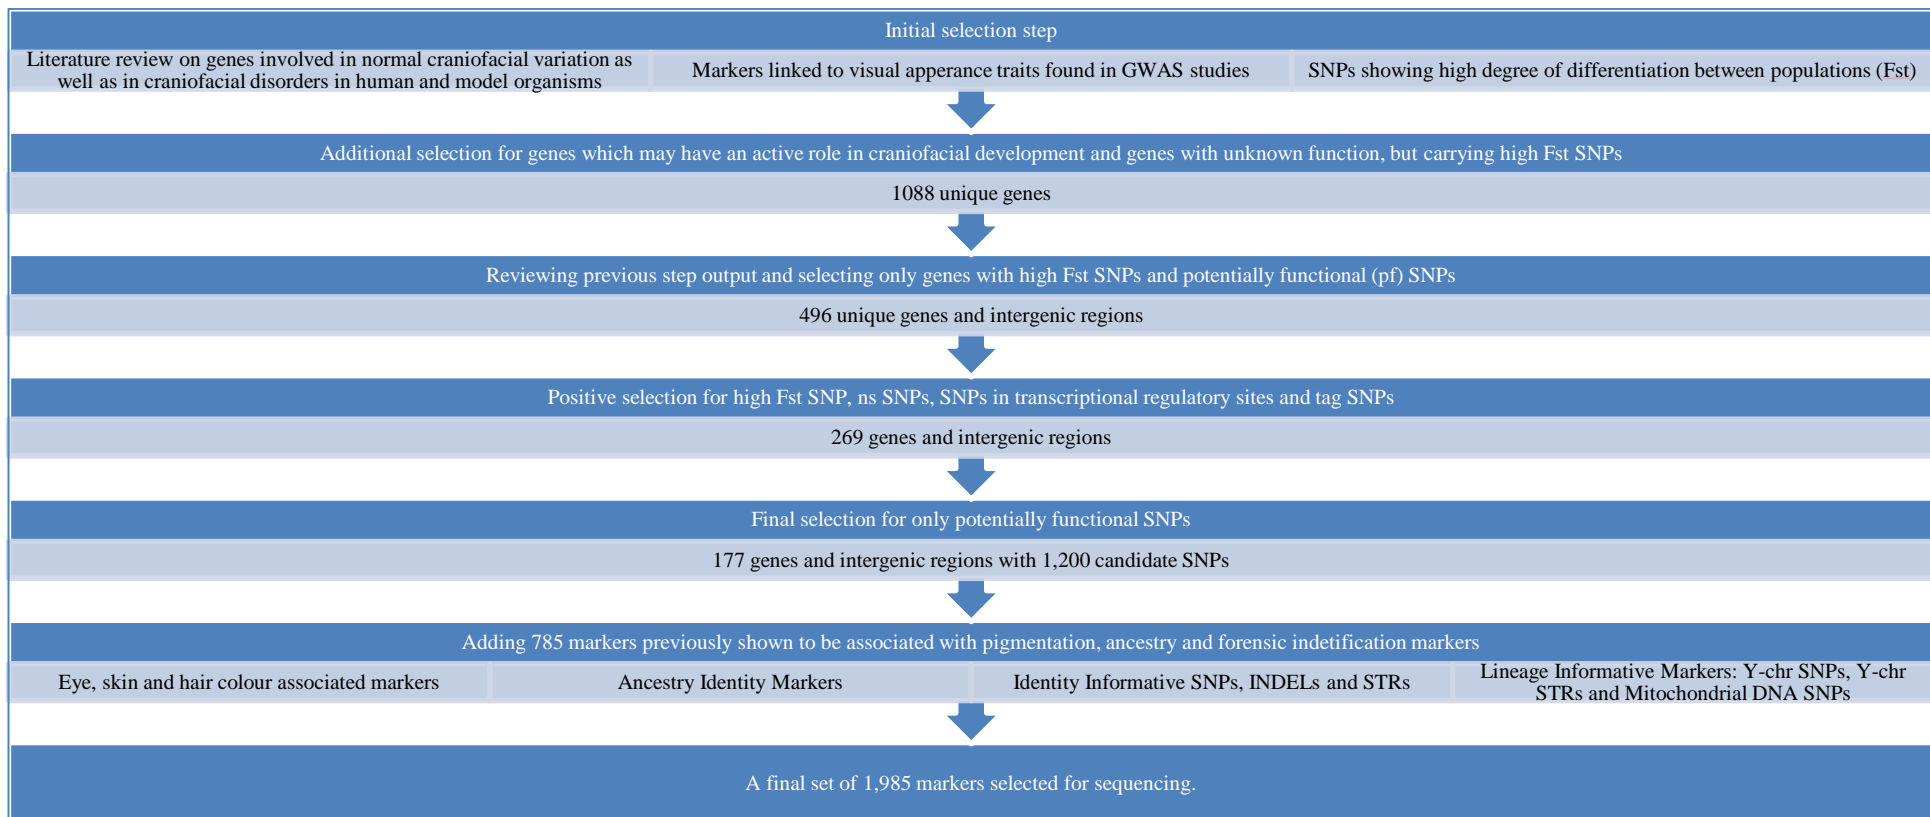 Initial selection step
Literature review on genes involved in normal craniofacial variation as
well as in craniofacial disorders in human and model organisms
Markers linked to visual apperance traits found in GWAS studies
SNPs showing high degree of differentiation between populations (Fst)
Additional selection for genes which may have an active role in craniofacial development and genes with unknown function, but carrying high Fst SNPs
1088 unique genes
Reviewing previous step output and selecting only genes with high Fst SNPs and potentially functional (pf) SNPs
496 unique genes and intergenic regions
Positive selection for high Fst SNP, ns SNPs, SNPs in transcriptional regulatory sites and tag SNPs
269 genes and intergenic regions
Final selection for only potentially functional SNPs
177 genes and intergenic regions with 1,200 candidate SNPs
Adding 785 markers previously shown to be associated with pigmentation, ancestry and forensic indetification markers
Eye, skin and hair colour associated markers
Ancestry Identity Markers
Identity Informative SNPs, INDELs and STRs
Lineage Informative Markers: Y-chr SNPs, Y-chr
STRs and Mitochondrial DNA SNPs
A final set of 1,985 markers selected for sequencing.